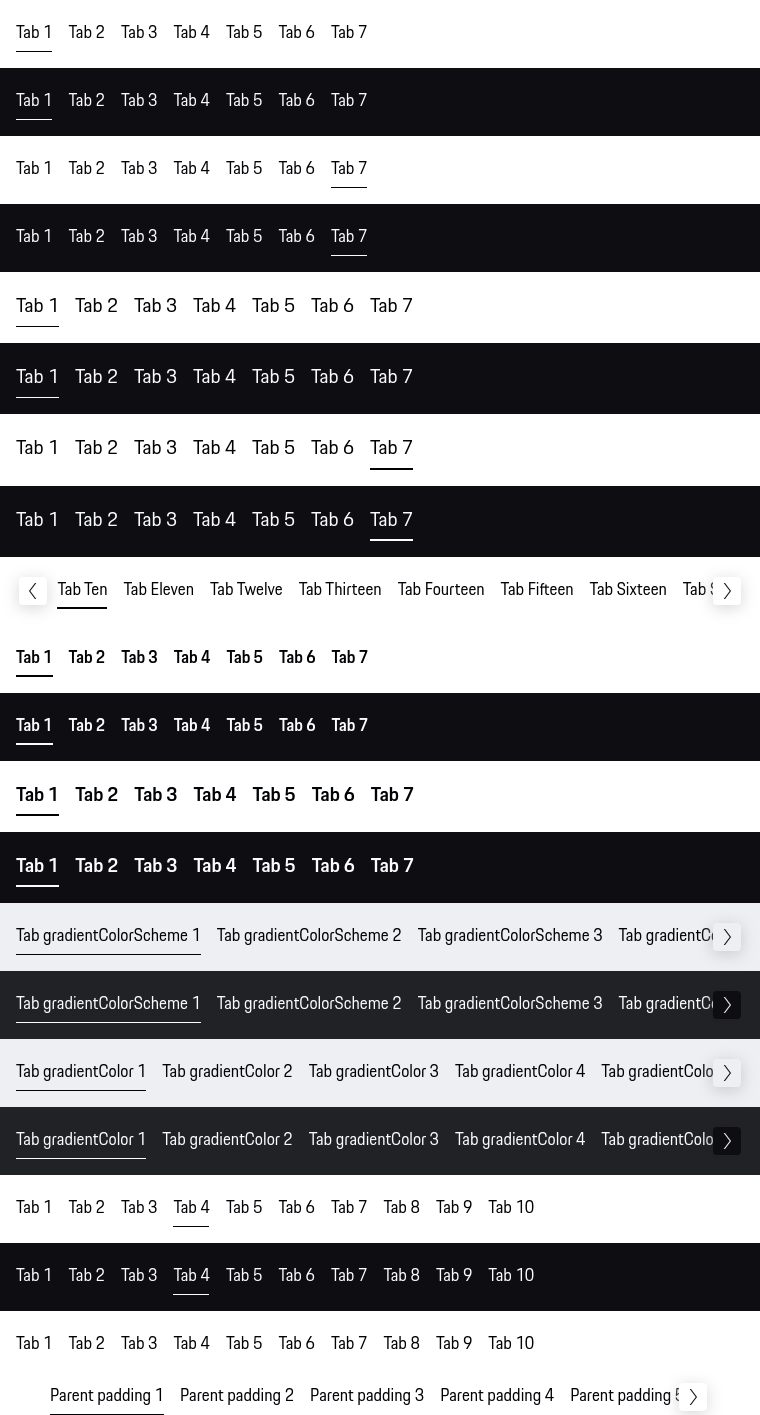 Tab 1 Tab 2 Tab 3 Tab 4 Tab 5 Tab 6 Tab 7
Tab 1 Tab 2 Tab 3 Tab 4 Tab 5 Tab 6 Tab 7
Tab 1 Tab 2 Tab 3 Tab 4 Tab 5 Tab 6 Tab 7
Tab 1 Tab 2 Tab 3 Tab 4 Tab 5 Tab 6 Tab 7
Tab 1 Tab 2 Tab 3 Tab 4 Tab 5 Tab 6 Tab 7
Tab 1 Tab 2 Tab 3 Tab 4 Tab 5 Tab 6 Tab 7
Tab 1 Tab 2 Tab 3 Tab 4 Tab 5 Tab 6 Tab 7
Tab 1 Tab 2 Tab 3 Tab 4 Tab 5 Tab 6 Tab 7
Tab Ten Tab Eleven Tab Twelve Tab Thirteen Tab Fourteen Tab Fifteen Tab Sixteen Tab
Tab 1 Tab 2 Tab 3 Tab 4 Tab 5 Tab 6 Tab 7
Tab 1 Tab 2 Tab 3 Tab 4 Tab 5 Tab 6 Tab 7
Tab 1 Tab 2 Tab 3 Tab 4 Tab 5 Tab 6 Tab 7
Tab 1 Tab 2 Tab 3 Tab 4 Tab 5 Tab 6 Tab 7
Tab gradientColorScheme 1 Tab gradientColorScheme 2 Tab gradientColorScheme 3 Tab gradientC
Tab gradientColorScheme 1 Tab gradientColorScheme 2 Tab gradientColorScheme 3 Tab gradientC
Tab gradientColor 1 Tab gradientColor 2 Tab gradientColor 3 Tab gradientColor 4 Tab gradientColo
Tab gradientColor 1 Tab gradientColor 2 Tab gradientColor 3 Tab gradientColor 4 Tab gradientColo
Tab 1 Tab 2 Tab 3 Tab 4 Tab 5 Tab 6 Tab 7 Tab 8 Tab 9 Tab 10
Tab 1 Tab 2 Tab 3 Tab 4 Tab 5 Tab 6 Tab 7 Tab 8 Tab 9 Tab 10
Tab 1 Tab 2 Tab 3 Tab 4 Tab 5 Tab 6 Tab 7 Tab 8 Tab 9 Tab 10
Parent padding 1 Parent padding 2 Parent padding 3 Parent padding 4 Parent padding